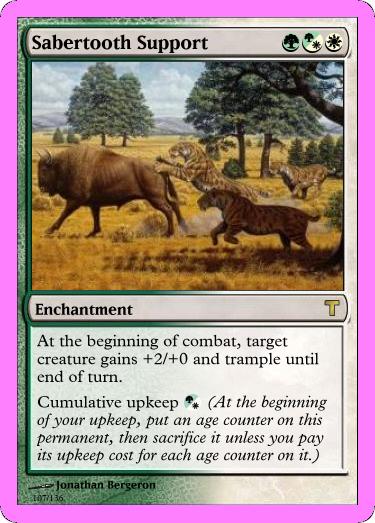 Sabertooth Support
Enchantment
T
At the beginning of combat, target
creature gains +2/+0 and trample until
end of turn.
Cumulative upkeep (At the beginning
of your upkeep, put an age counter on this
permanent, then sacrifice it unless you pay
its upkeep cost for each age counter on it.)
Jonathan Bergeron
107/136